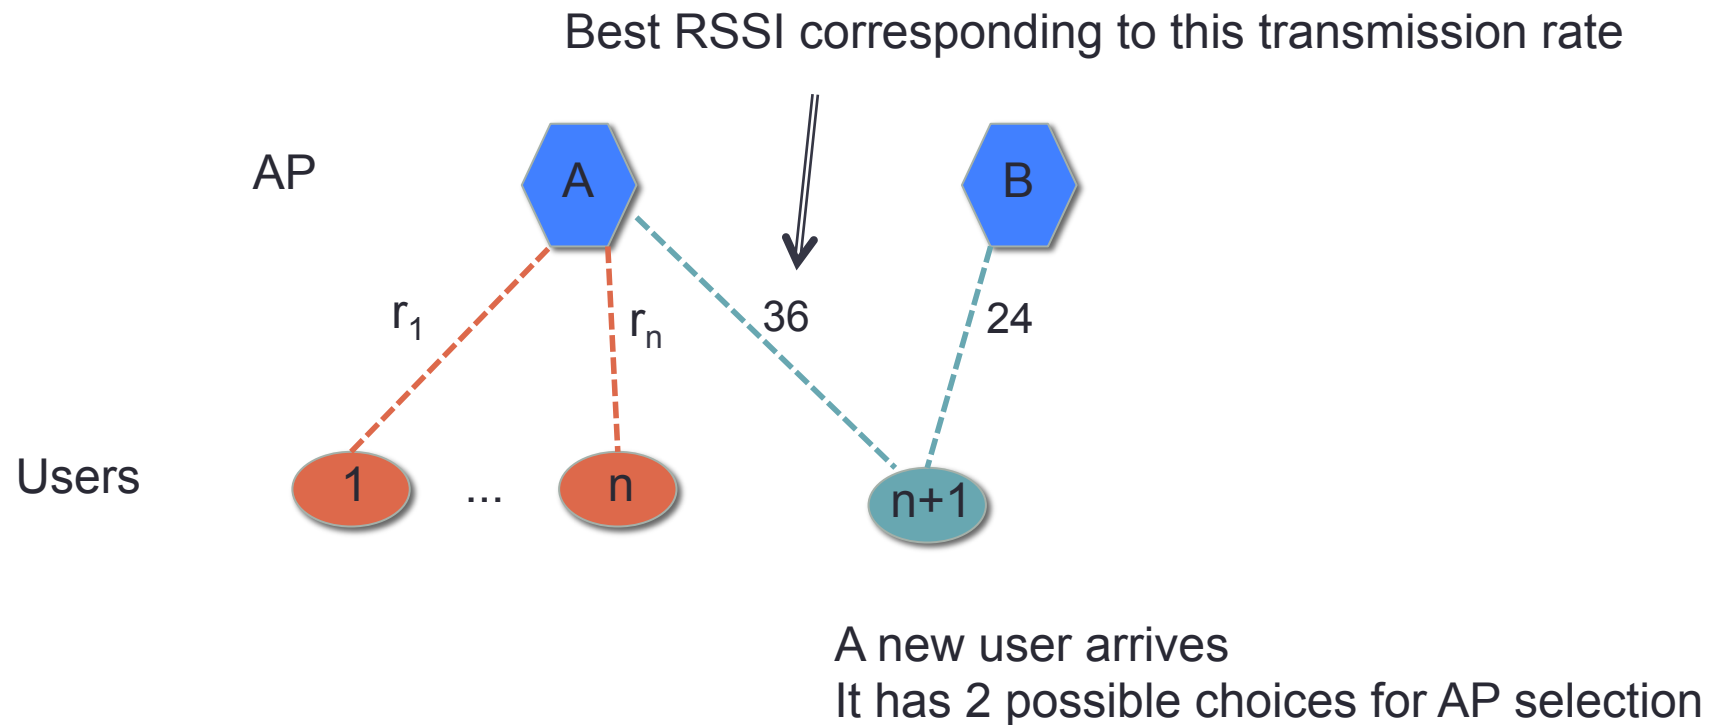 Best RSSI corresponding to this transmission rate
AP
A
B
r1
rn
36
24
Users
1
...
n
n+1
A new user arrives
It has 2 possible choices for AP selection